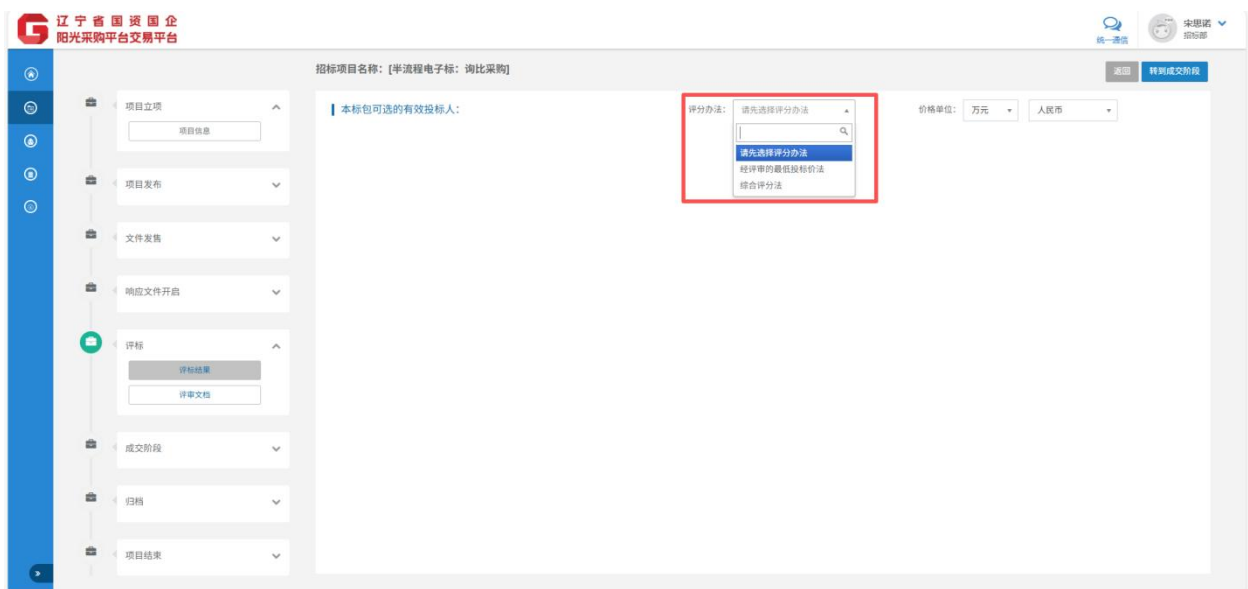 辽宁省国资国企
阳光采购平台交易平台
统一通信
宋思诺
招标部
招标项目名称：[半流程电子标：询比采购]
返回
转到成交阶段
项目立项
项目信息
项目发布
文件发售
响应文件开启
评标
评标结果
评审文档
成交阶段
归档
项目结束
本标包可选的有效投标人：
评分办法：
请先选择评分办法
请先选择评分办法
经评审的最低投标价法
综合评分法
价格单位：
万元
人民币